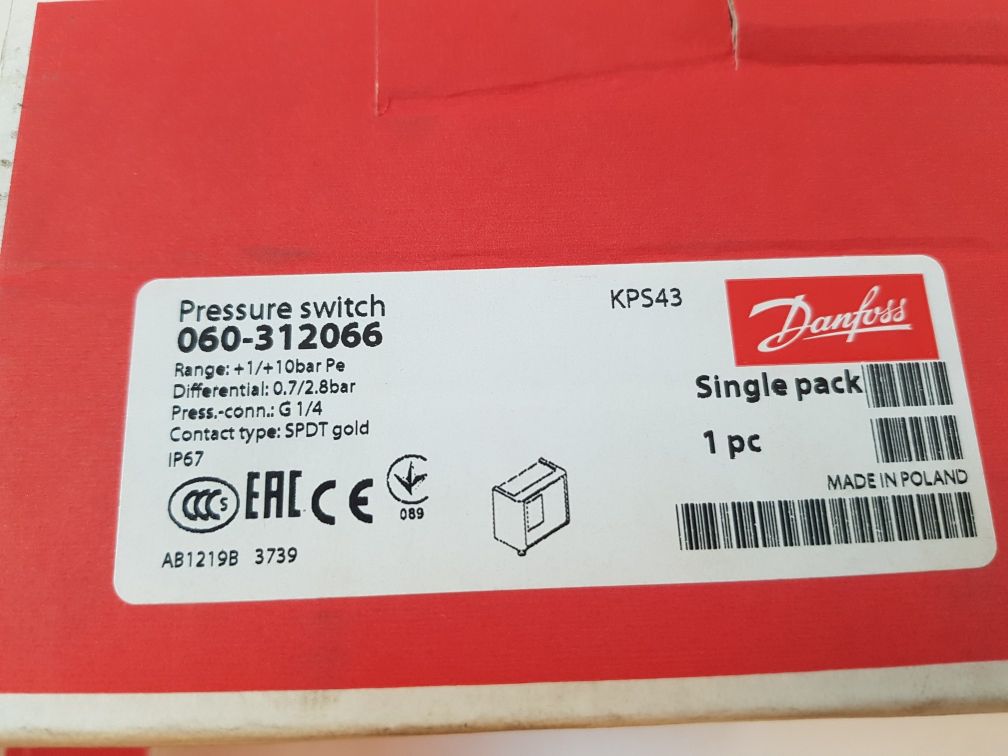 Pressure switch
060-312066
Range: +1/+10bar Pe
Differential: 0.7/2.8bar
Press.-conn.: G 1/4
Contact type: SPDT gold
IP67
CCC S
EAC
CE
089
AB1219B 3739
KPS43
Danfoss
Single pack
1 pc
MADE IN POLAND